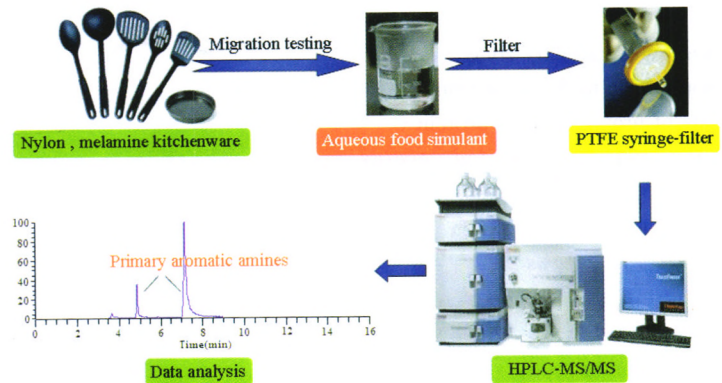 Migration testing
Filter
Nylon , melamine kitchenware
Aqueous food simulant
PTFE syringe-filter
100
80
60
40
20
0
Primary aromatic amines
0 2 4 6 8 10 12 14 16
Time(min)
Data analysis
HPLC-MS/MS